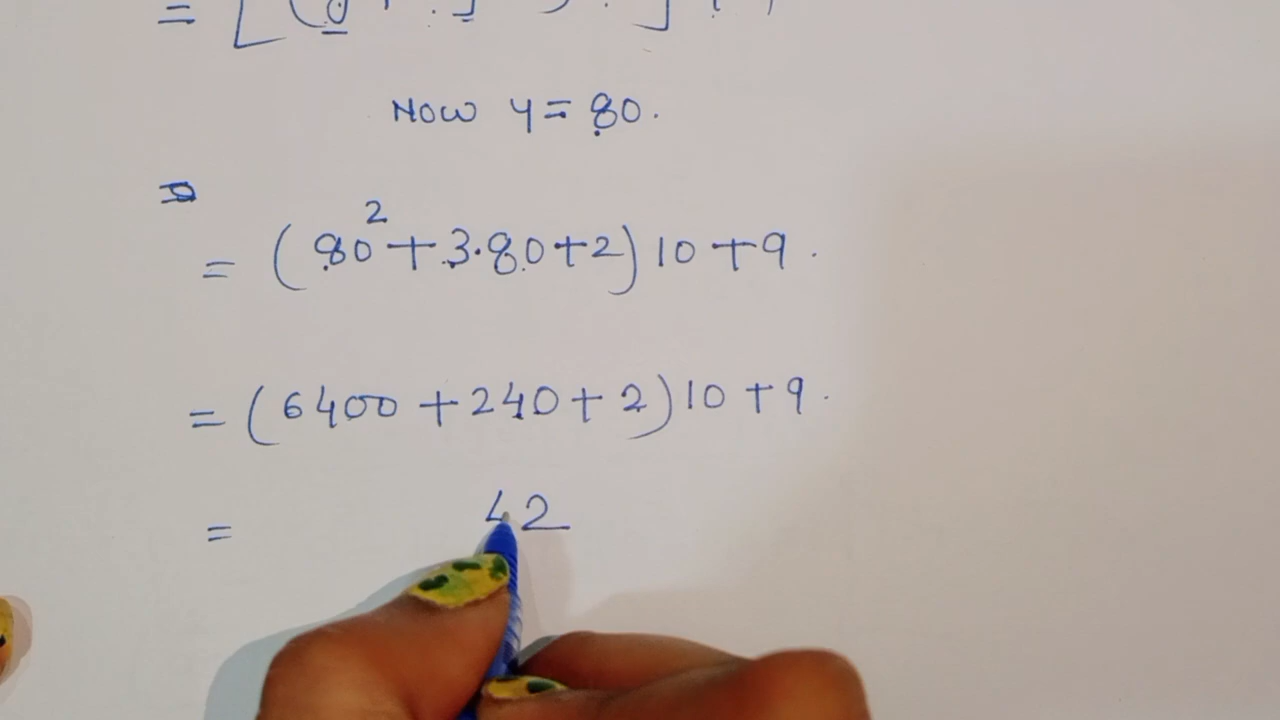 Now y = 80.
= (80² + 3·80 + 2) 10 + 9.
= (6400 + 240 + 2) 10 + 9.
= 42